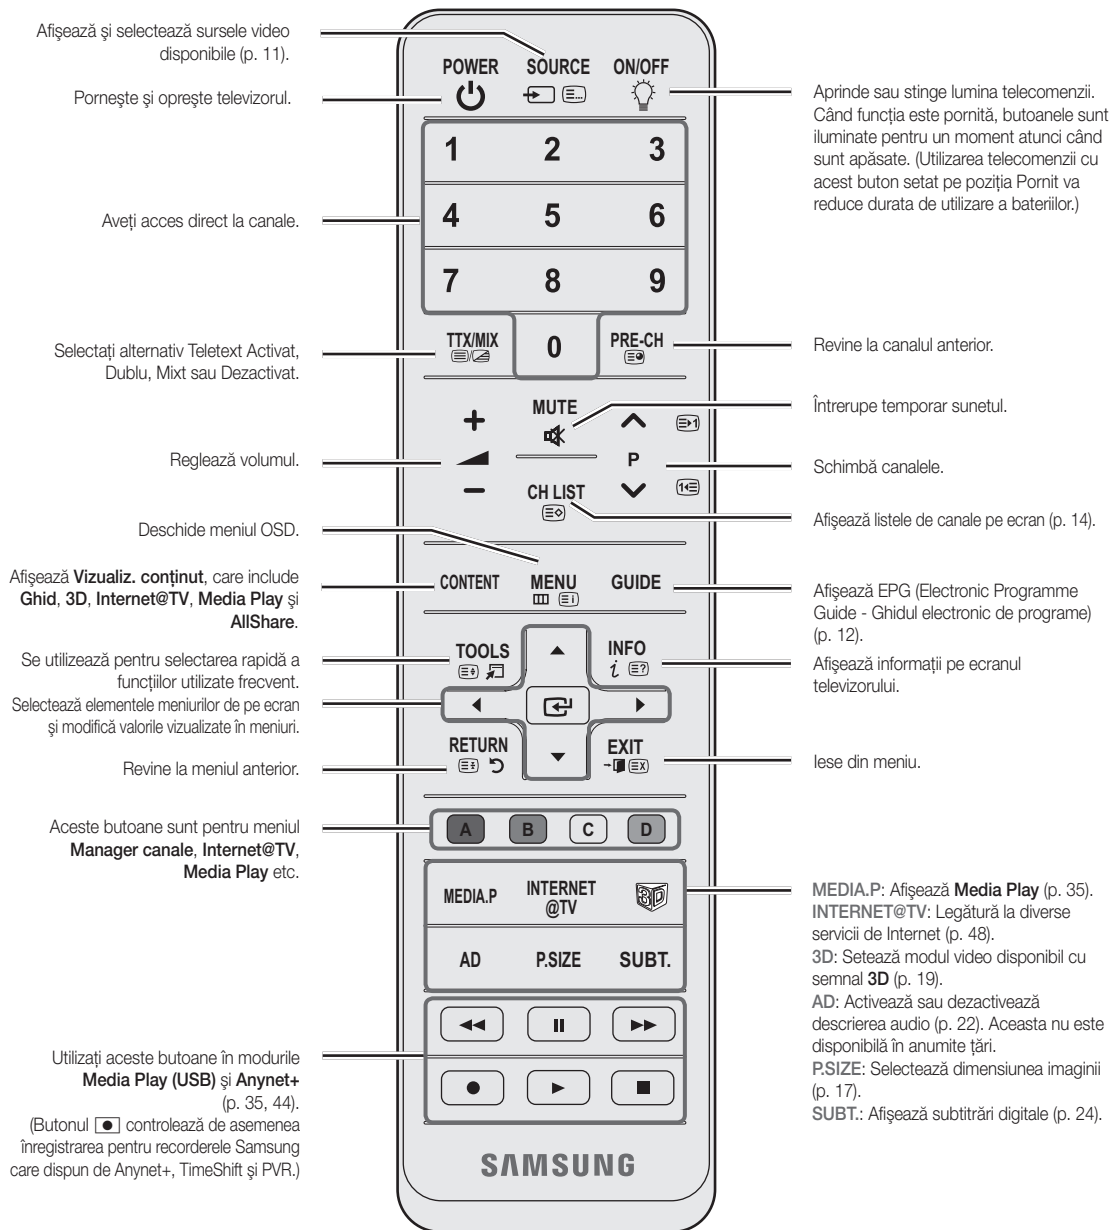 Afişează şi selectează sursele video
disponibile (p. 11).
Porneşte şi opreşte televizorul.
Aveţi acces direct la canale.
Selectaţi alternativ Teletext Activat,
Dublu, Mixt sau Dezactivat.
Reglează volumul.
Deschide meniul OSD.
Afişează Vizualiz. conţinut, care include
Ghid, 3D, Internet@TV, Media Play şi
AllShare.
Se utilizează pentru selectarea rapidă a
funcţiilor utilizate frecvent.
Selectează elementele meniurilor de pe ecran
şi modifică valorile vizualizate în meniuri.
Revine la meniul anterior.
Aceste butoane sunt pentru meniul
Manager canale, Internet@TV,
Media Play etc.
Utilizaţi aceste butoane în modurile
Media Play (USB) şi Anynet+
(p. 35, 44).
(Butonul controlează de asemenea
înregistrarea pentru recorderele Samsung
care dispun de Anynet+, TimeShift şi PVR.)
POWER SOURCE ON/OFF
1 2 3
4 5 6
7 8 9
TTX/MIX 0 PRE-CH
+ MUTE
P
− CH LIST
CONTENT MENU GUIDE
TOOLS INFO
RETURN EXIT
A B C D
MEDIA.P INTERNET @TV 3D
AD P.SIZE SUBT.
SAMSUNG
Aprinde sau stinge lumina telecomenzii.
Când funcţia este pornită, butoanele sunt
iluminate pentru un moment atunci când
sunt apăsate. (Utilizarea telecomenzii cu
acest buton setat pe poziţia Pornit va
reduce durata de utilizare a bateriilor.)
Revine la canalul anterior.
Întrerupe temporar sunetul.
Schimbă canalele.
Afişează listele de canale pe ecran (p. 14).
Afişează EPG (Electronic Programme
Guide - Ghidul electronic de programe)
(p. 12).
Afişează informaţii pe ecranul
televizorului.
Iese din meniu.
MEDIA.P: Afişează Media Play (p. 35).
INTERNET@TV: Legătură la diverse
servicii de Internet (p. 48).
3D: Setează modul video disponibil cu
semnal 3D (p. 19).
AD: Activează sau dezactivează
descrierea audio (p. 22). Aceasta nu este
disponibilă în anumite ţări.
P.SIZE: Selectează dimensiunea imaginii
(p. 17).
SUBT.: Afişează subtitrări digitale (p. 24).